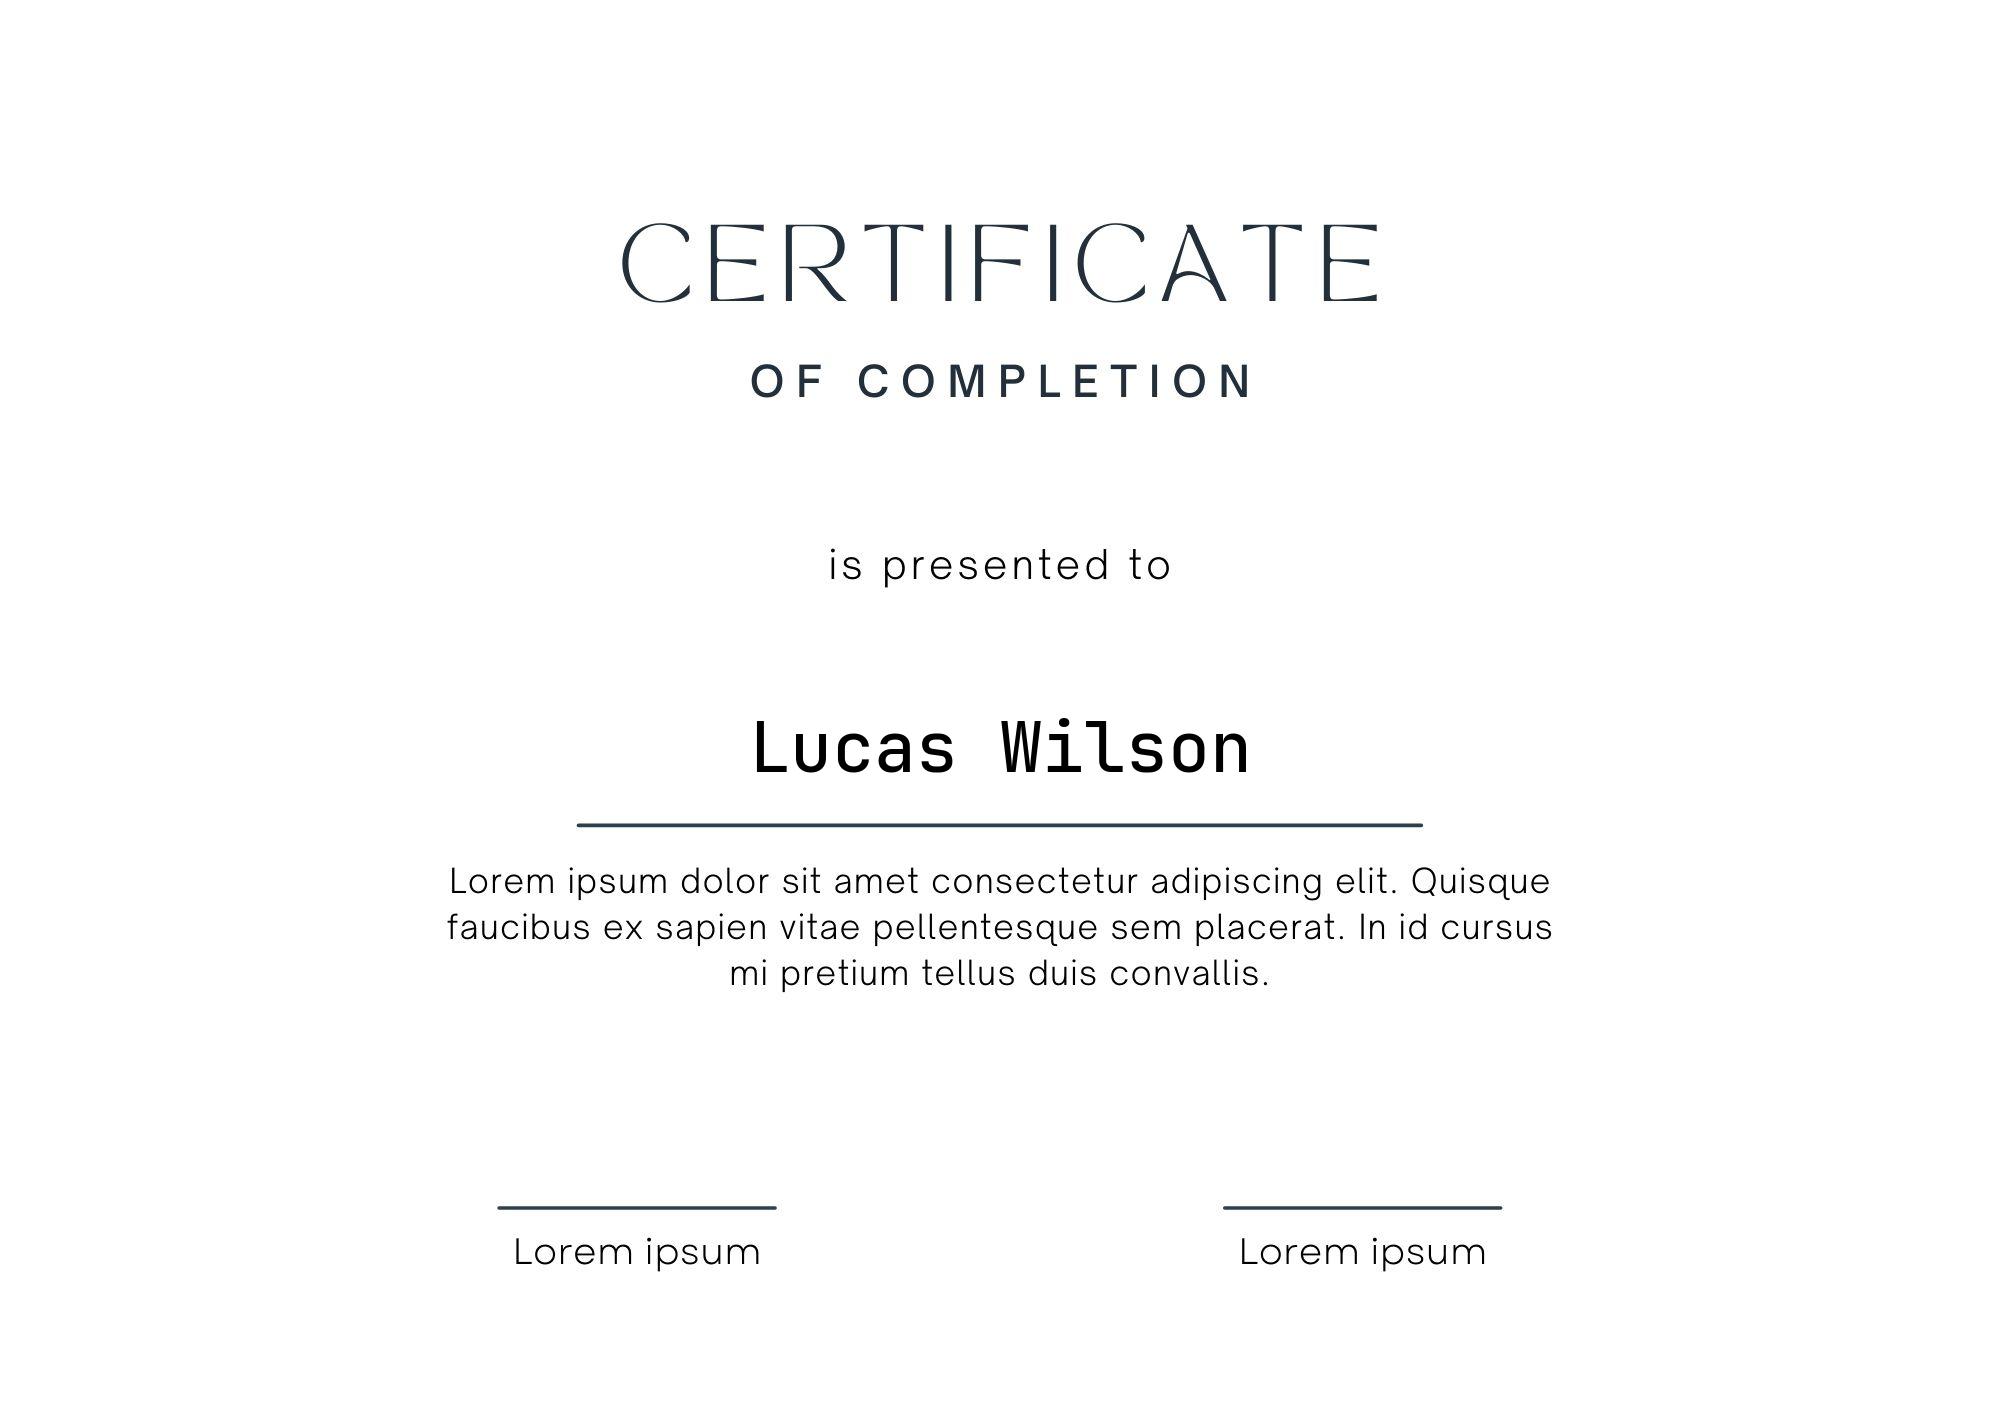 CERTIFICATE
OF COMPLETION
is presented to
Lucas Wilson
Lorem ipsum dolor sit amet consectetur adipiscing elit. Quisque
faucibus ex sapien vitae pellentesque sem placerat. In id cursus
mi pretium tellus duis convallis.
Lorem ipsum
Lorem ipsum